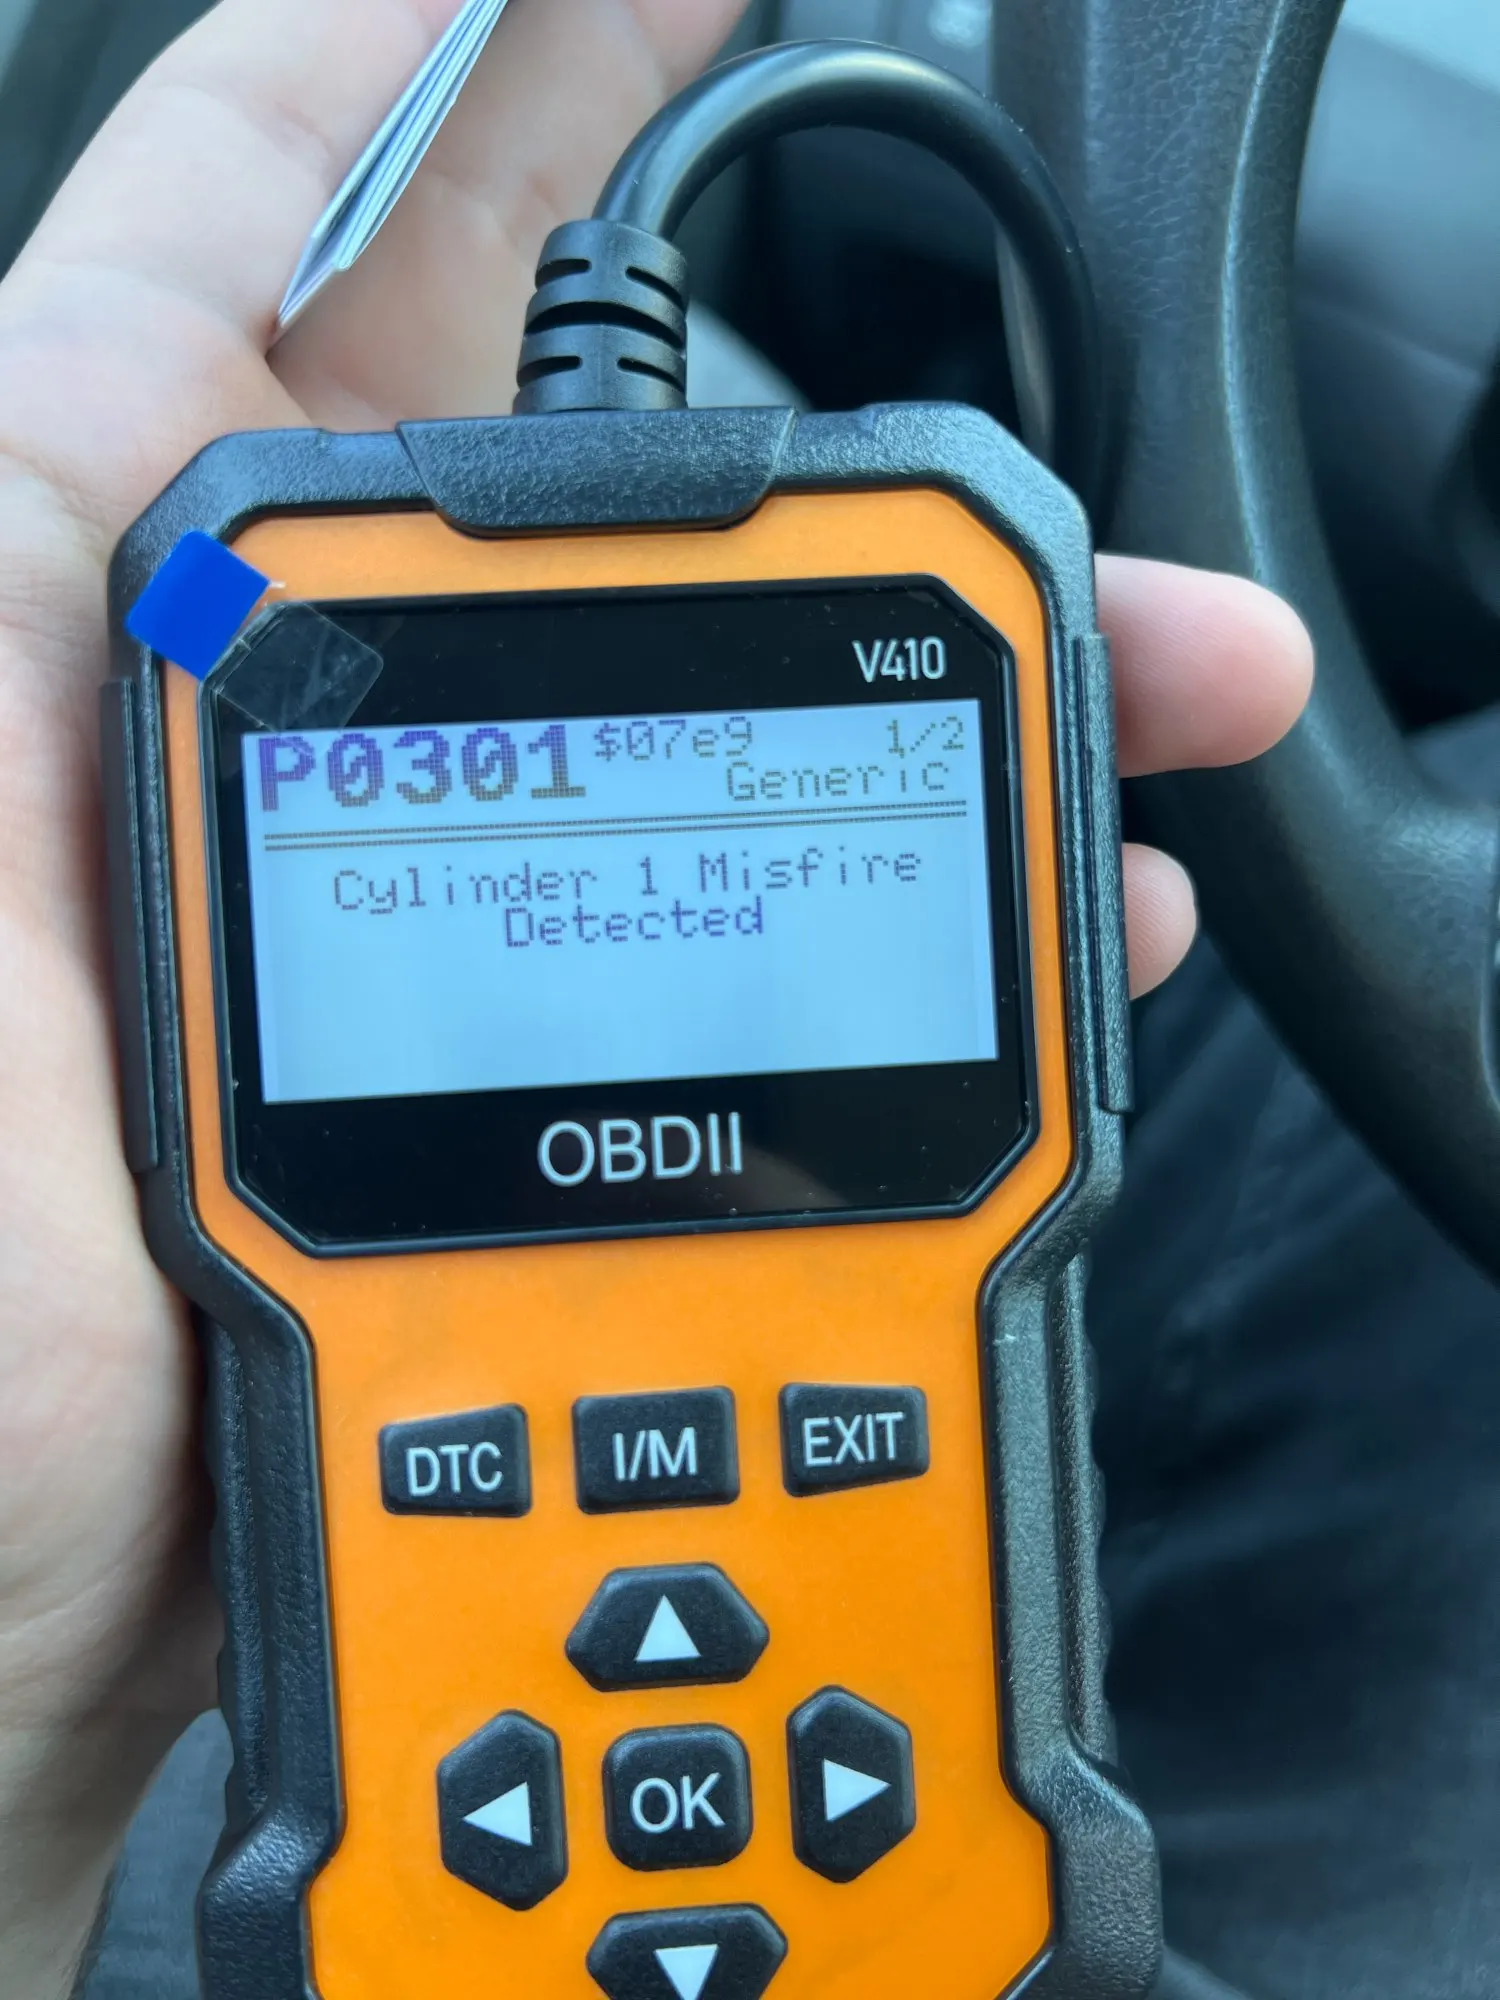 V410
P0301 $07e9 1/2
Generic
Cylinder 1 Misfire
Detected
OBDII
DTC I/M EXIT
OK